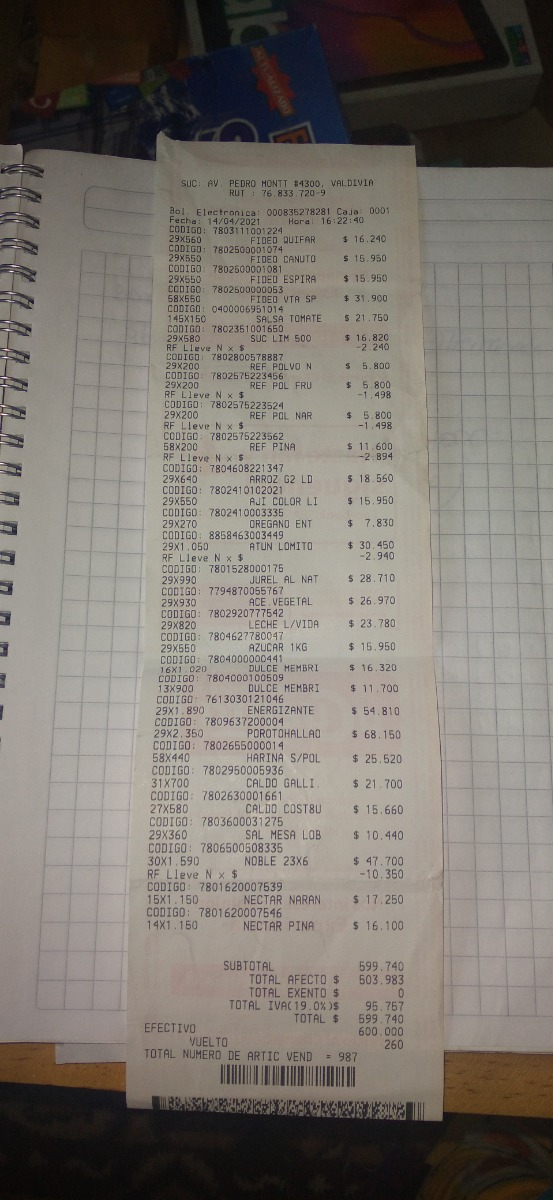 SUC: AV. PEDRO MONTT #4300, VALDIVIA
RUT : 76.833.720-9
Bol. Electronica: 000835278281 Caja: 0001
Fecha: 14/04/2021 Hora: 16:22:40
CODIGO: 7803111001224
29X560 FIDEO QUIFAR $ 16.240
CODIGO: 7802500001074
29X550 FIDEO CANUTO $ 15.950
CODIGO: 7802500001081
29X550 FIDEO ESPIRA $ 15.950
CODIGO: 7802500000053
58X550 FIDEO VTA SP $ 31.900
CODIGO: 0400006951014
145X150 SALSA TOMATE $ 21.750
CODIGO: 7802351001650
29X580 SUC LIM 500 $ 16.820
RF Lleve N x $ -2.240
CODIGO: 7802800578887
29X200 REF POLVO N $ 5.800
CODIGO: 7802575223456
29X200 REF POL FRU $ 5.800
RF Lleve N x $ -1.498
CODIGO: 7802575223524
29X200 REF POL NAR $ 5.800
RF Lleve N x $ -1.498
CODIGO: 7802575223562
58X200 REF PINA $ 11.600
RF Lleve N x $ -2.894
CODIGO: 7804608221347
29X640 ARROZ G2 LD $ 18.560
CODIGO: 7802410102021
29X550 AJI COLOR LI $ 15.950
CODIGO: 7802410003335
29X270 OREGANO ENT $ 7.830
CODIGO: 8858463003449
29X1.050 ATUN LOMITO $ 30.450
RF Lleve N x $ -2.940
CODIGO: 7801528000175
29X990 JUREL AL NAT $ 28.710
CODIGO: 7794870055767
29X930 ACE.VEGETAL $ 26.970
CODIGO: 7802920777542
29X820 LECHE L/VIDA $ 23.780
CODIGO: 7804627780047
29X550 AZUCAR 1KG $ 15.950
CODIGO: 7804000000441
16X1.020 DULCE MEMBRI $ 16.320
CODIGO: 7804000100509
13X900 DULCE MEMBRI $ 11.700
CODIGO: 7613030121046
29X1.890 ENERGIZANTE $ 54.810
CODIGO: 7809637200004
29X2.350 POROTOHALLAO $ 68.150
CODIGO: 7802655000014
58X440 HARINA S/POL $ 25.520
CODIGO: 7802950005936
31X700 CALDO GALLI. $ 21.700
CODIGO: 7802630001661
27X580 CALDO COST8U $ 15.660
CODIGO: 7803600031275
29X360 SAL MESA LOB $ 10.440
CODIGO: 7806500508335
30X1.590 NOBLE 23X6 $ 47.700
RF Lleve N x $ -10.350
CODIGO: 7801620007539
15X1.150 NECTAR NARAN $ 17.250
CODIGO: 7801620007546
14X1.150 NECTAR PINA $ 16.100
SUBTOTAL 599.740
TOTAL AFECTO $ 503.983
TOTAL EXENTO $ 0
TOTAL IVA(19.0%)$ 95.757
TOTAL $ 599.740
EFECTIVO 600.000
VUELTO 260
TOTAL NUMERO DE ARTIC VEND = 987